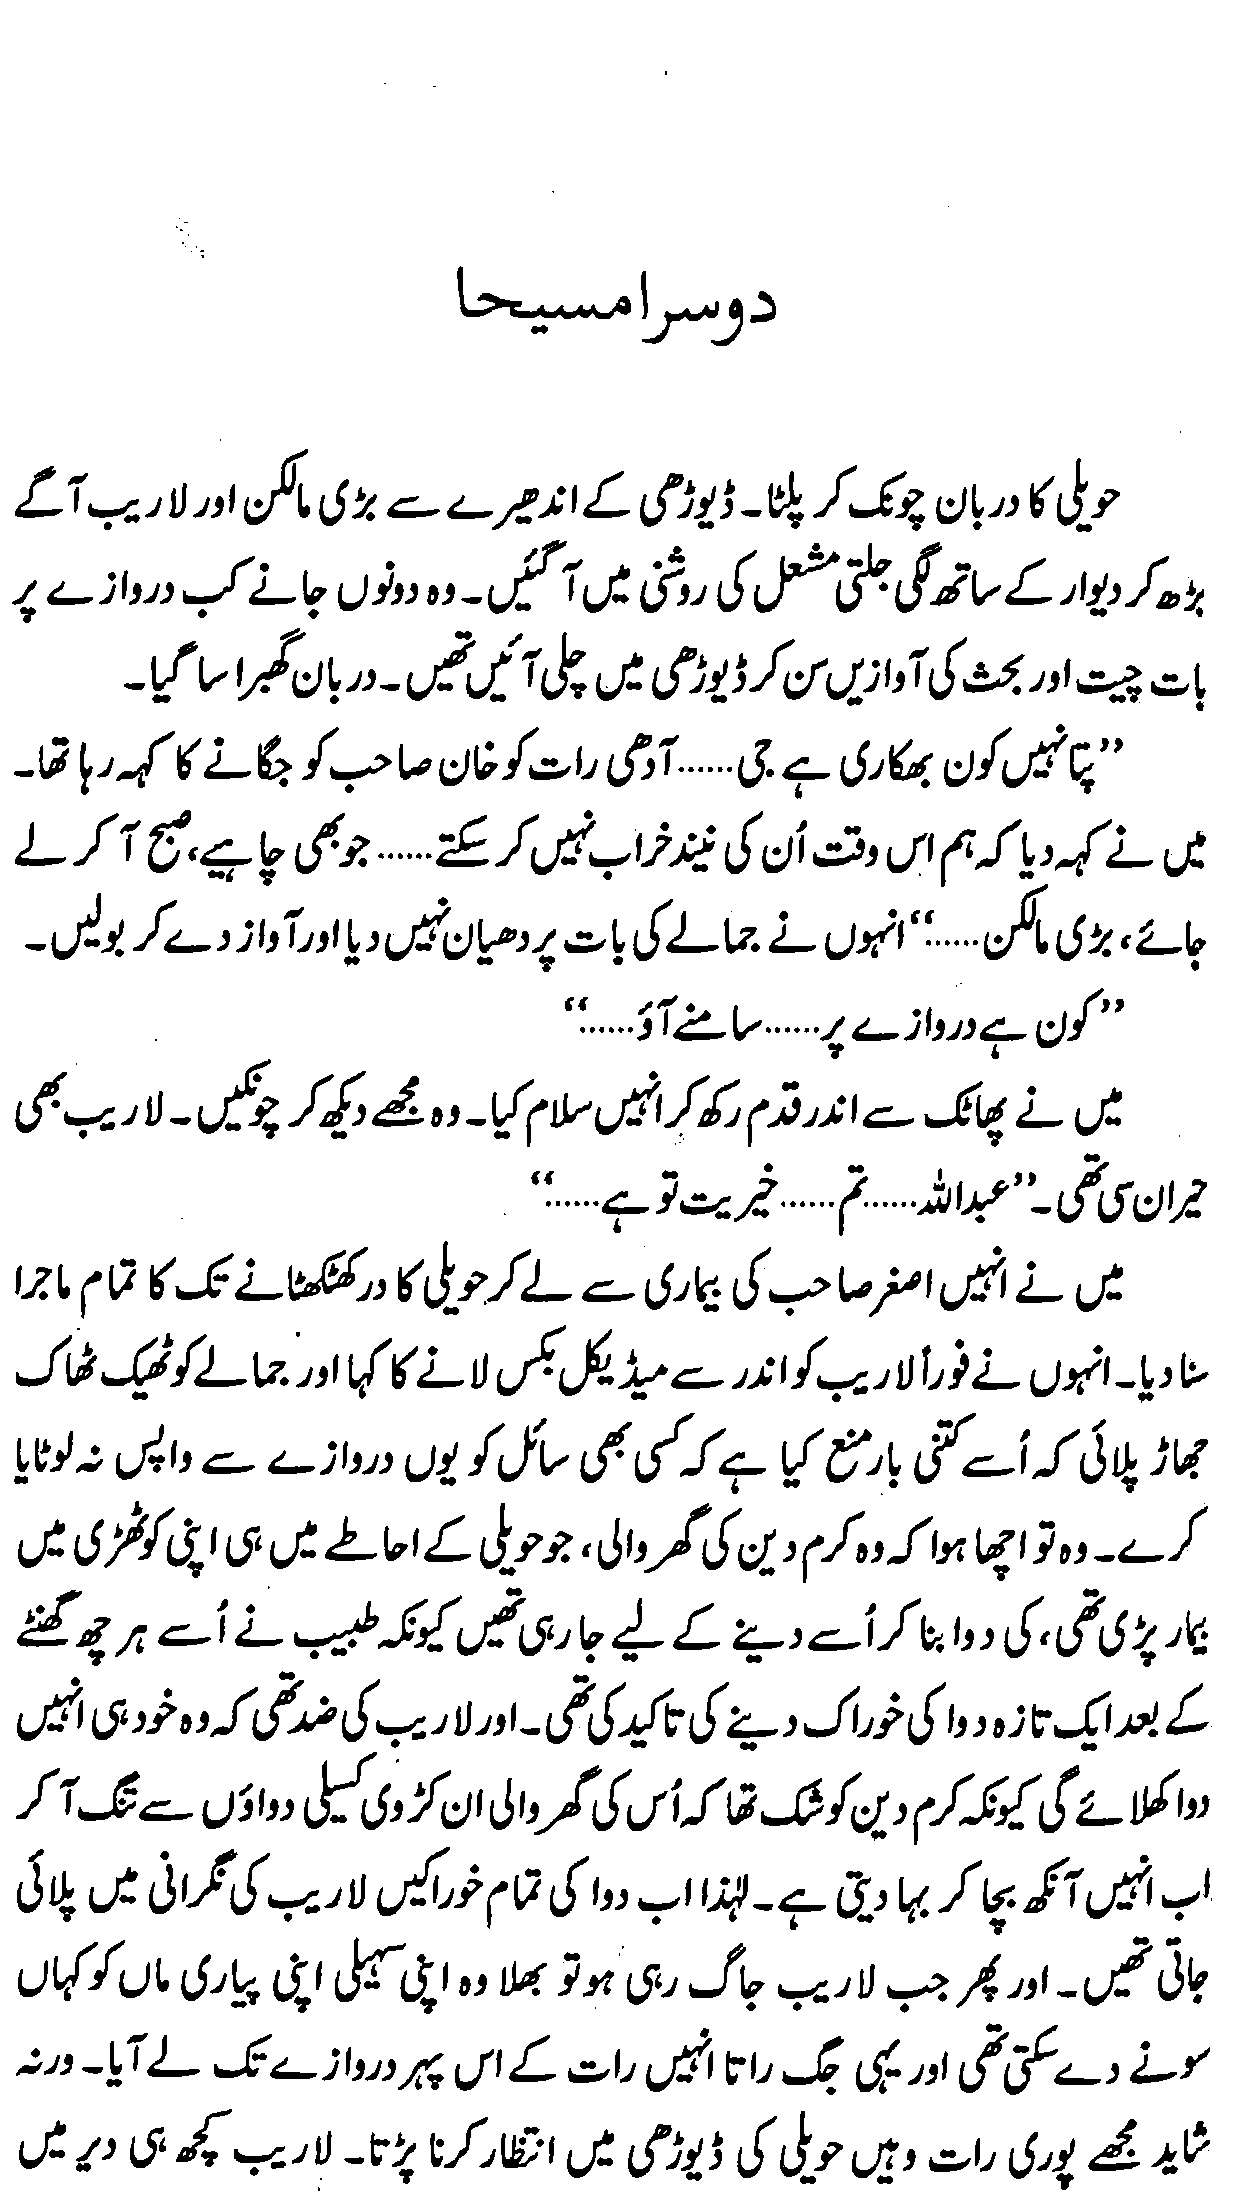 دوسرا مسیحا
حویلی کا دربان چونک کر پلٹا۔ ڈیوڑھی کے اندھیرے سے بڑی مالکن اور لاریب آگے
بڑھ کر دیوار کے ساتھ لگی جلتی مشعل کی روشنی میں آ گئیں۔ وہ دونوں جانے کب دروازے پر
بات چیت اور بحث کی آوازیں سن کر ڈیوڑھی میں چلی آئیں تھیں۔ دربان گھبرا سا گیا۔
”پتا نہیں کون بھکاری ہے جی...... آدھی رات کو خان صاحب کو جگانے کا کہہ رہا تھا۔
میں نے کہہ دیا کہ ہم اس وقت اُن کی نیند خراب نہیں کر سکتے...... جو بھی چاہیے، صبح آ کر لے
جائے، بڑی مالکن......“ انہوں نے جمالے کی بات پر دھیان نہیں دیا اور آواز دے کر بولیں۔
”کون ہے دروازے پر...... سامنے آؤ......“
میں نے پھاٹک سے اندر قدم رکھ کر انہیں سلام کیا۔ وہ مجھے دیکھ کر چونکیں۔ لاریب بھی
حیران سی تھی۔ ”عبداللہ...... تم...... خیریت تو ہے......“
میں نے انہیں اصغر صاحب کی بیماری سے لے کر حویلی کا در کھٹکھٹانے تک کا تمام ماجرا
سنا دیا۔ انہوں نے فوراً لاریب کو اندر سے میڈیکل بکس لانے کا کہا اور جمالے کو ٹھیک ٹھاک
جھاڑ پلائی کہ اُسے کتنی بار منع کیا ہے کہ کسی بھی سائل کو یوں دروازے سے واپس نہ لوٹایا
کرے۔ وہ تو اچھا ہوا کہ وہ کرم دین کی گھر والی، جو حویلی کے احاطے میں ہی اپنی کوٹھڑی میں
بیمار پڑی تھی، کی دوا بنا کر اُسے دینے کے لیے جا رہی تھیں کیونکہ طبیب نے اُسے ہر چھ گھنٹے
کے بعد ایک تازہ دوا کی خوراک دینے کی تاکید کی تھی۔ اور لاریب کی ضد تھی کہ وہ خود ہی انہیں
دوا کھلائے گی کیونکہ کرم دین کو شک تھا کہ اُس کی گھر والی ان کڑوی کسیلی دواؤں سے تنگ آ کر
اب انہیں آنکھ بچا کر بہا دیتی ہے۔ لہٰذا اب دوا کی تمام خوراکیں لاریب کی نگرانی میں پلائی
جاتی تھیں۔ اور پھر جب لاریب جاگ رہی ہو تو بھلا وہ اپنی سہیلی اپنی پیاری ماں کو کہاں
سونے دے سکتی تھی اور یہی جگ راتا انہیں رات کے اس پہر دروازے تک لے آیا۔ ورنہ
شاید مجھے پوری رات وہیں حویلی کی ڈیوڑھی میں انتظار کرنا پڑتا۔ لاریب کچھ ہی دیر میں